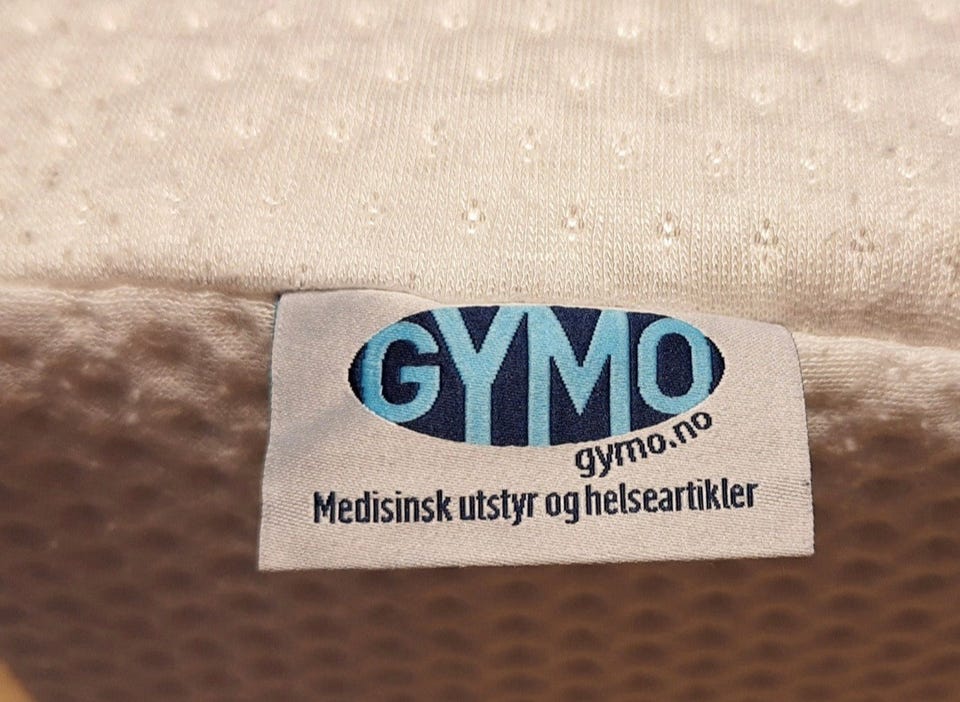 GYMO
gymo.no
Medisinsk utstyr og helseartikler